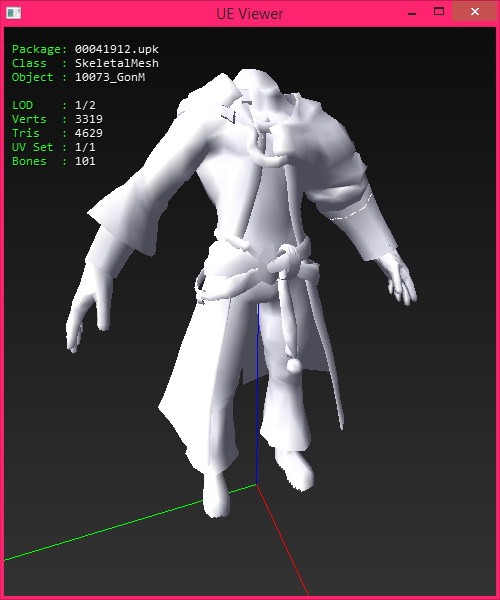 UE Viewer
Package: 00041912.upk
Class  : SkeletalMesh
Object : 10073_GonM
LOD    : 1/2
Verts  : 3319
Tris   : 4629
UV Set : 1/1
Bones  : 101